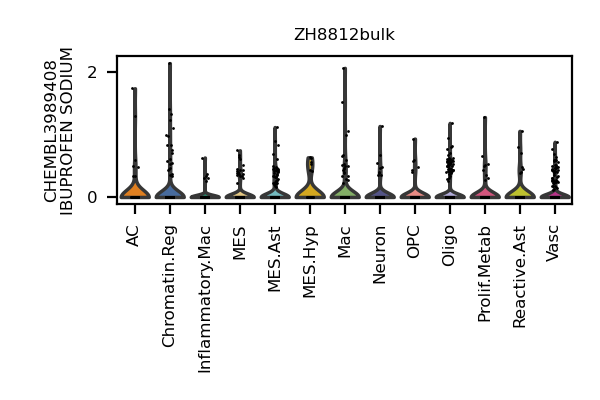 ZH8812bulk
CHEMBL3989408
IBUPROFEN SODIUM
2
0
AC
Chromatin.Reg
Inflammatory.Mac
MES
MES.Ast
MES.Hyp
Mac
Neuron
OPC
Oligo
Prolif.Metab
Reactive.Ast
Vasc